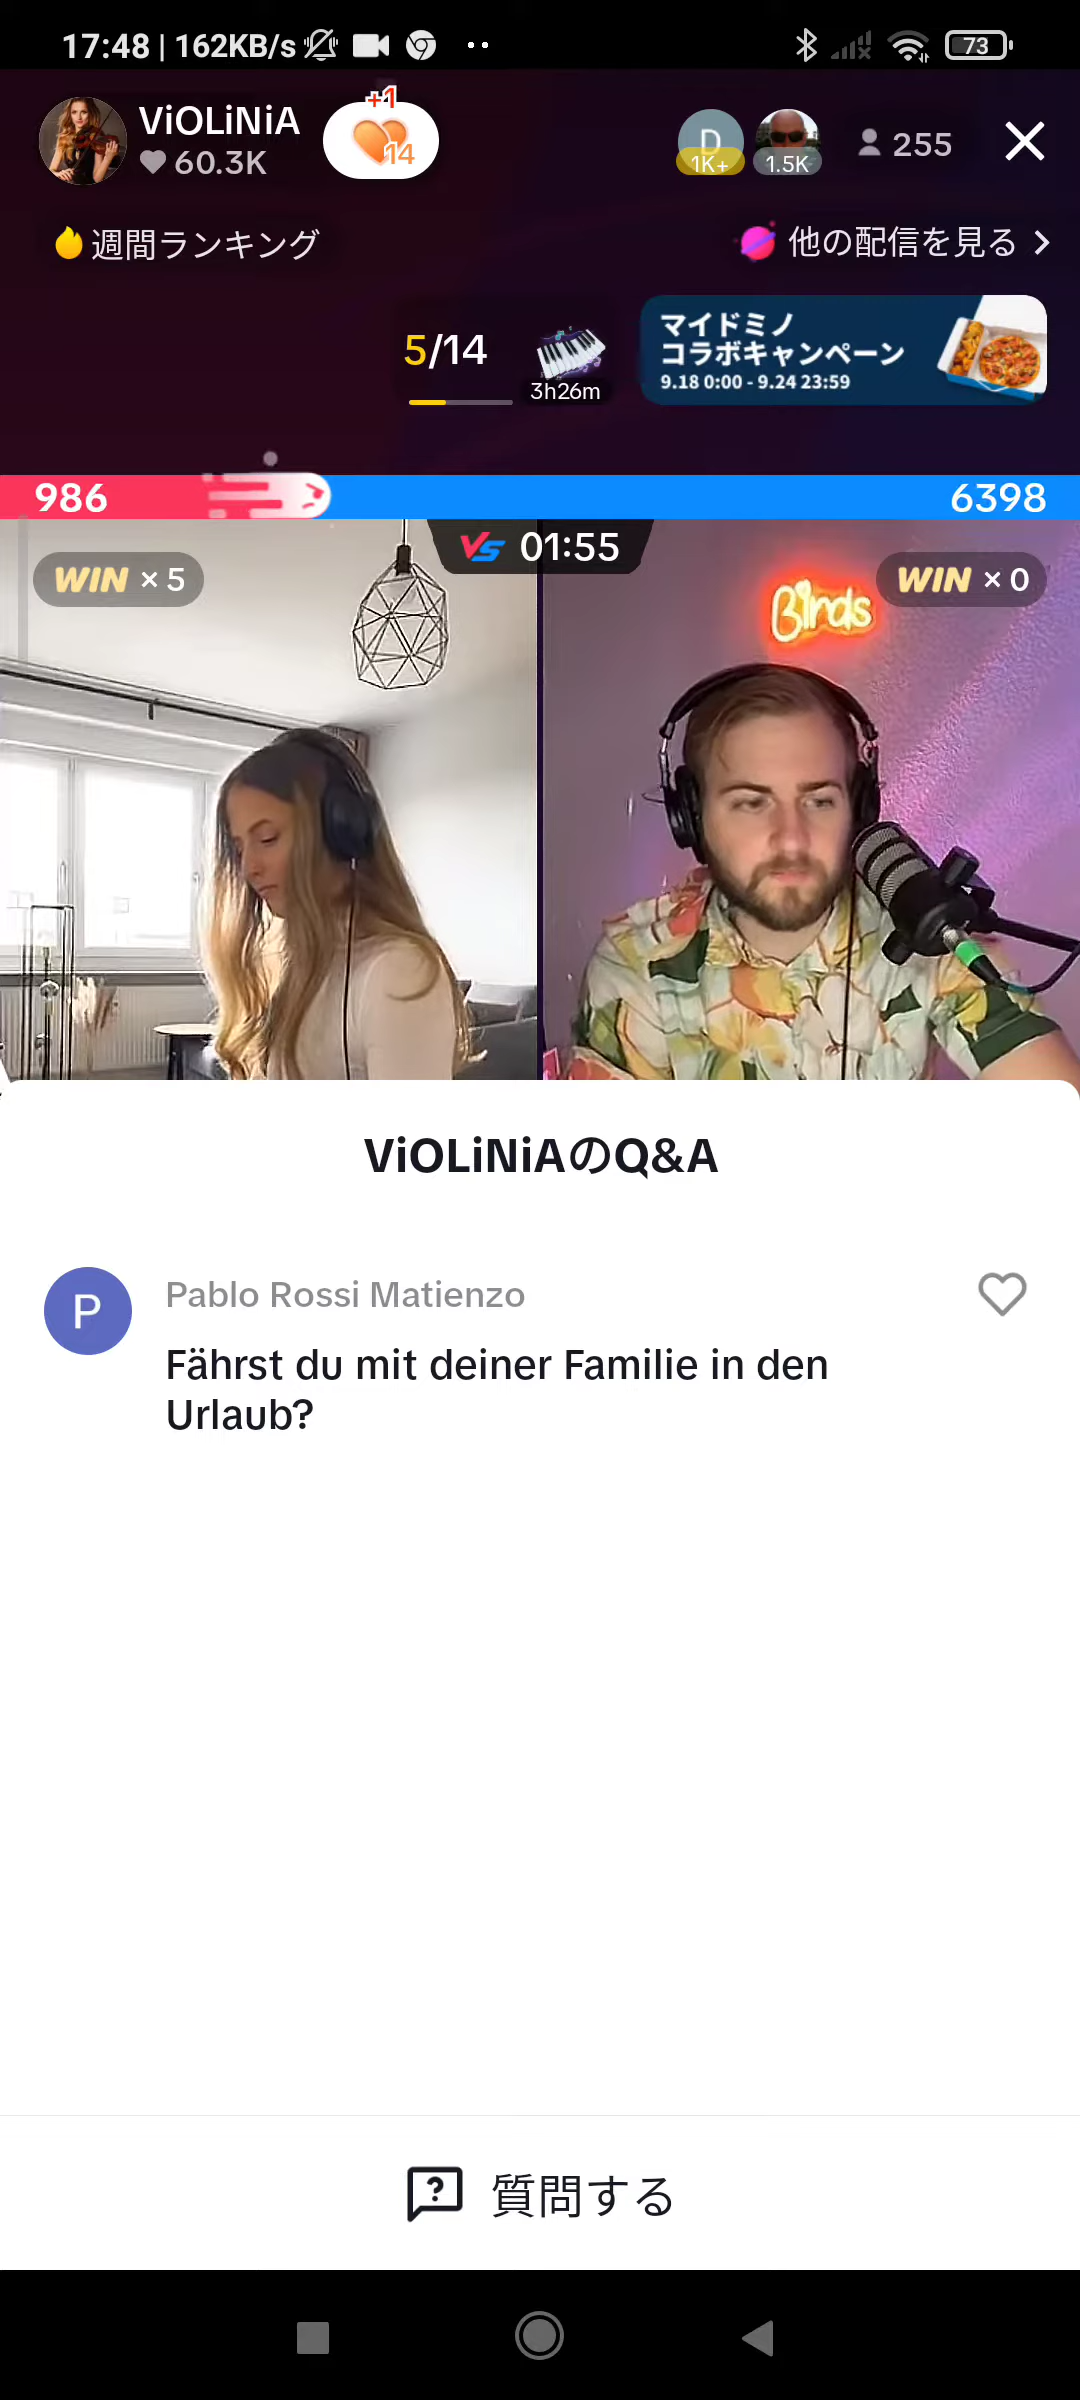 17:48 | 162KB/s
73
ViOLiNiA
60.3K
+1
14
D
1K+
1.5K
255
週間ランキング
他の配信を見る
5/14
3h26m
マイドミノ
コラボキャンペーン
9.18 0:00 - 9.24 23:59
986
6398
VS 01:55
WIN × 5
WIN × 0
Birds
ViOLiNiAのQ&A
P
Pablo Rossi Matienzo
Fährst du mit deiner Familie in den
Urlaub?
質問する